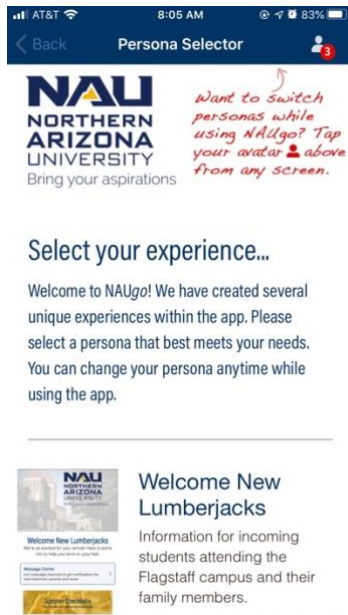 AT&T 8:05 AM 83%
Back Persona Selector 3
NAU
NORTHERN
ARIZONA
UNIVERSITY
Bring your aspirations
Want to switch
personas while
using NAUgo? Tap
your avatar above
from any screen.
Select your experience...
Welcome to NAUgo! We have created several
unique experiences within the app. Please
select a persona that best meets your needs.
You can change your persona anytime while
using the app.
NAU
NORTHERN
ARIZONA
UNIVERSITY
Welcome New Lumberjacks
Message Center
Welcome New
Lumberjacks
Information for incoming
students attending the
Flagstaff campus and their
family members.